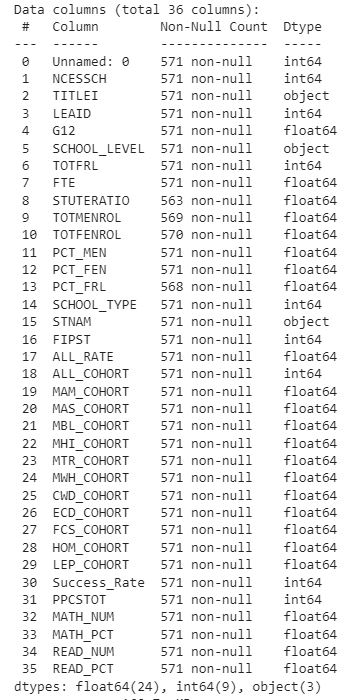 Data columns (total 36 columns):
#   Column        Non-Null Count  Dtype
---  ------        --------------  -----
0   Unnamed: 0    571 non-null    int64
1   NCESSCH       571 non-null    int64
2   TITLEI        571 non-null    object
3   LEAID         571 non-null    int64
4   G12           571 non-null    float64
5   SCHOOL_LEVEL  571 non-null    object
6   TOTFRL        571 non-null    int64
7   FTE           571 non-null    float64
8   STUTERATIO    563 non-null    float64
9   TOTMENROL     569 non-null    float64
10  TOTFENROL     570 non-null    float64
11  PCT_MEN       571 non-null    float64
12  PCT_FEN       571 non-null    float64
13  PCT_FRL       568 non-null    float64
14  SCHOOL_TYPE   571 non-null    int64
15  STNAM         571 non-null    object
16  FIPST         571 non-null    int64
17  ALL_RATE      571 non-null    float64
18  ALL_COHORT    571 non-null    int64
19  MAM_COHORT    571 non-null    float64
20  MAS_COHORT    571 non-null    float64
21  MBL_COHORT    571 non-null    float64
22  MHI_COHORT    571 non-null    float64
23  MTR_COHORT    571 non-null    float64
24  MWH_COHORT    571 non-null    float64
25  CWD_COHORT    571 non-null    float64
26  ECD_COHORT    571 non-null    float64
27  FCS_COHORT    571 non-null    float64
28  HOM_COHORT    571 non-null    float64
29  LEP_COHORT    571 non-null    float64
30  Success_Rate  571 non-null    int64
31  PPCSTOT       571 non-null    int64
32  MATH_NUM      571 non-null    float64
33  MATH_PCT      571 non-null    float64
34  READ_NUM      571 non-null    float64
35  READ_PCT      571 non-null    float64
dtypes: float64(24), int64(9), object(3)